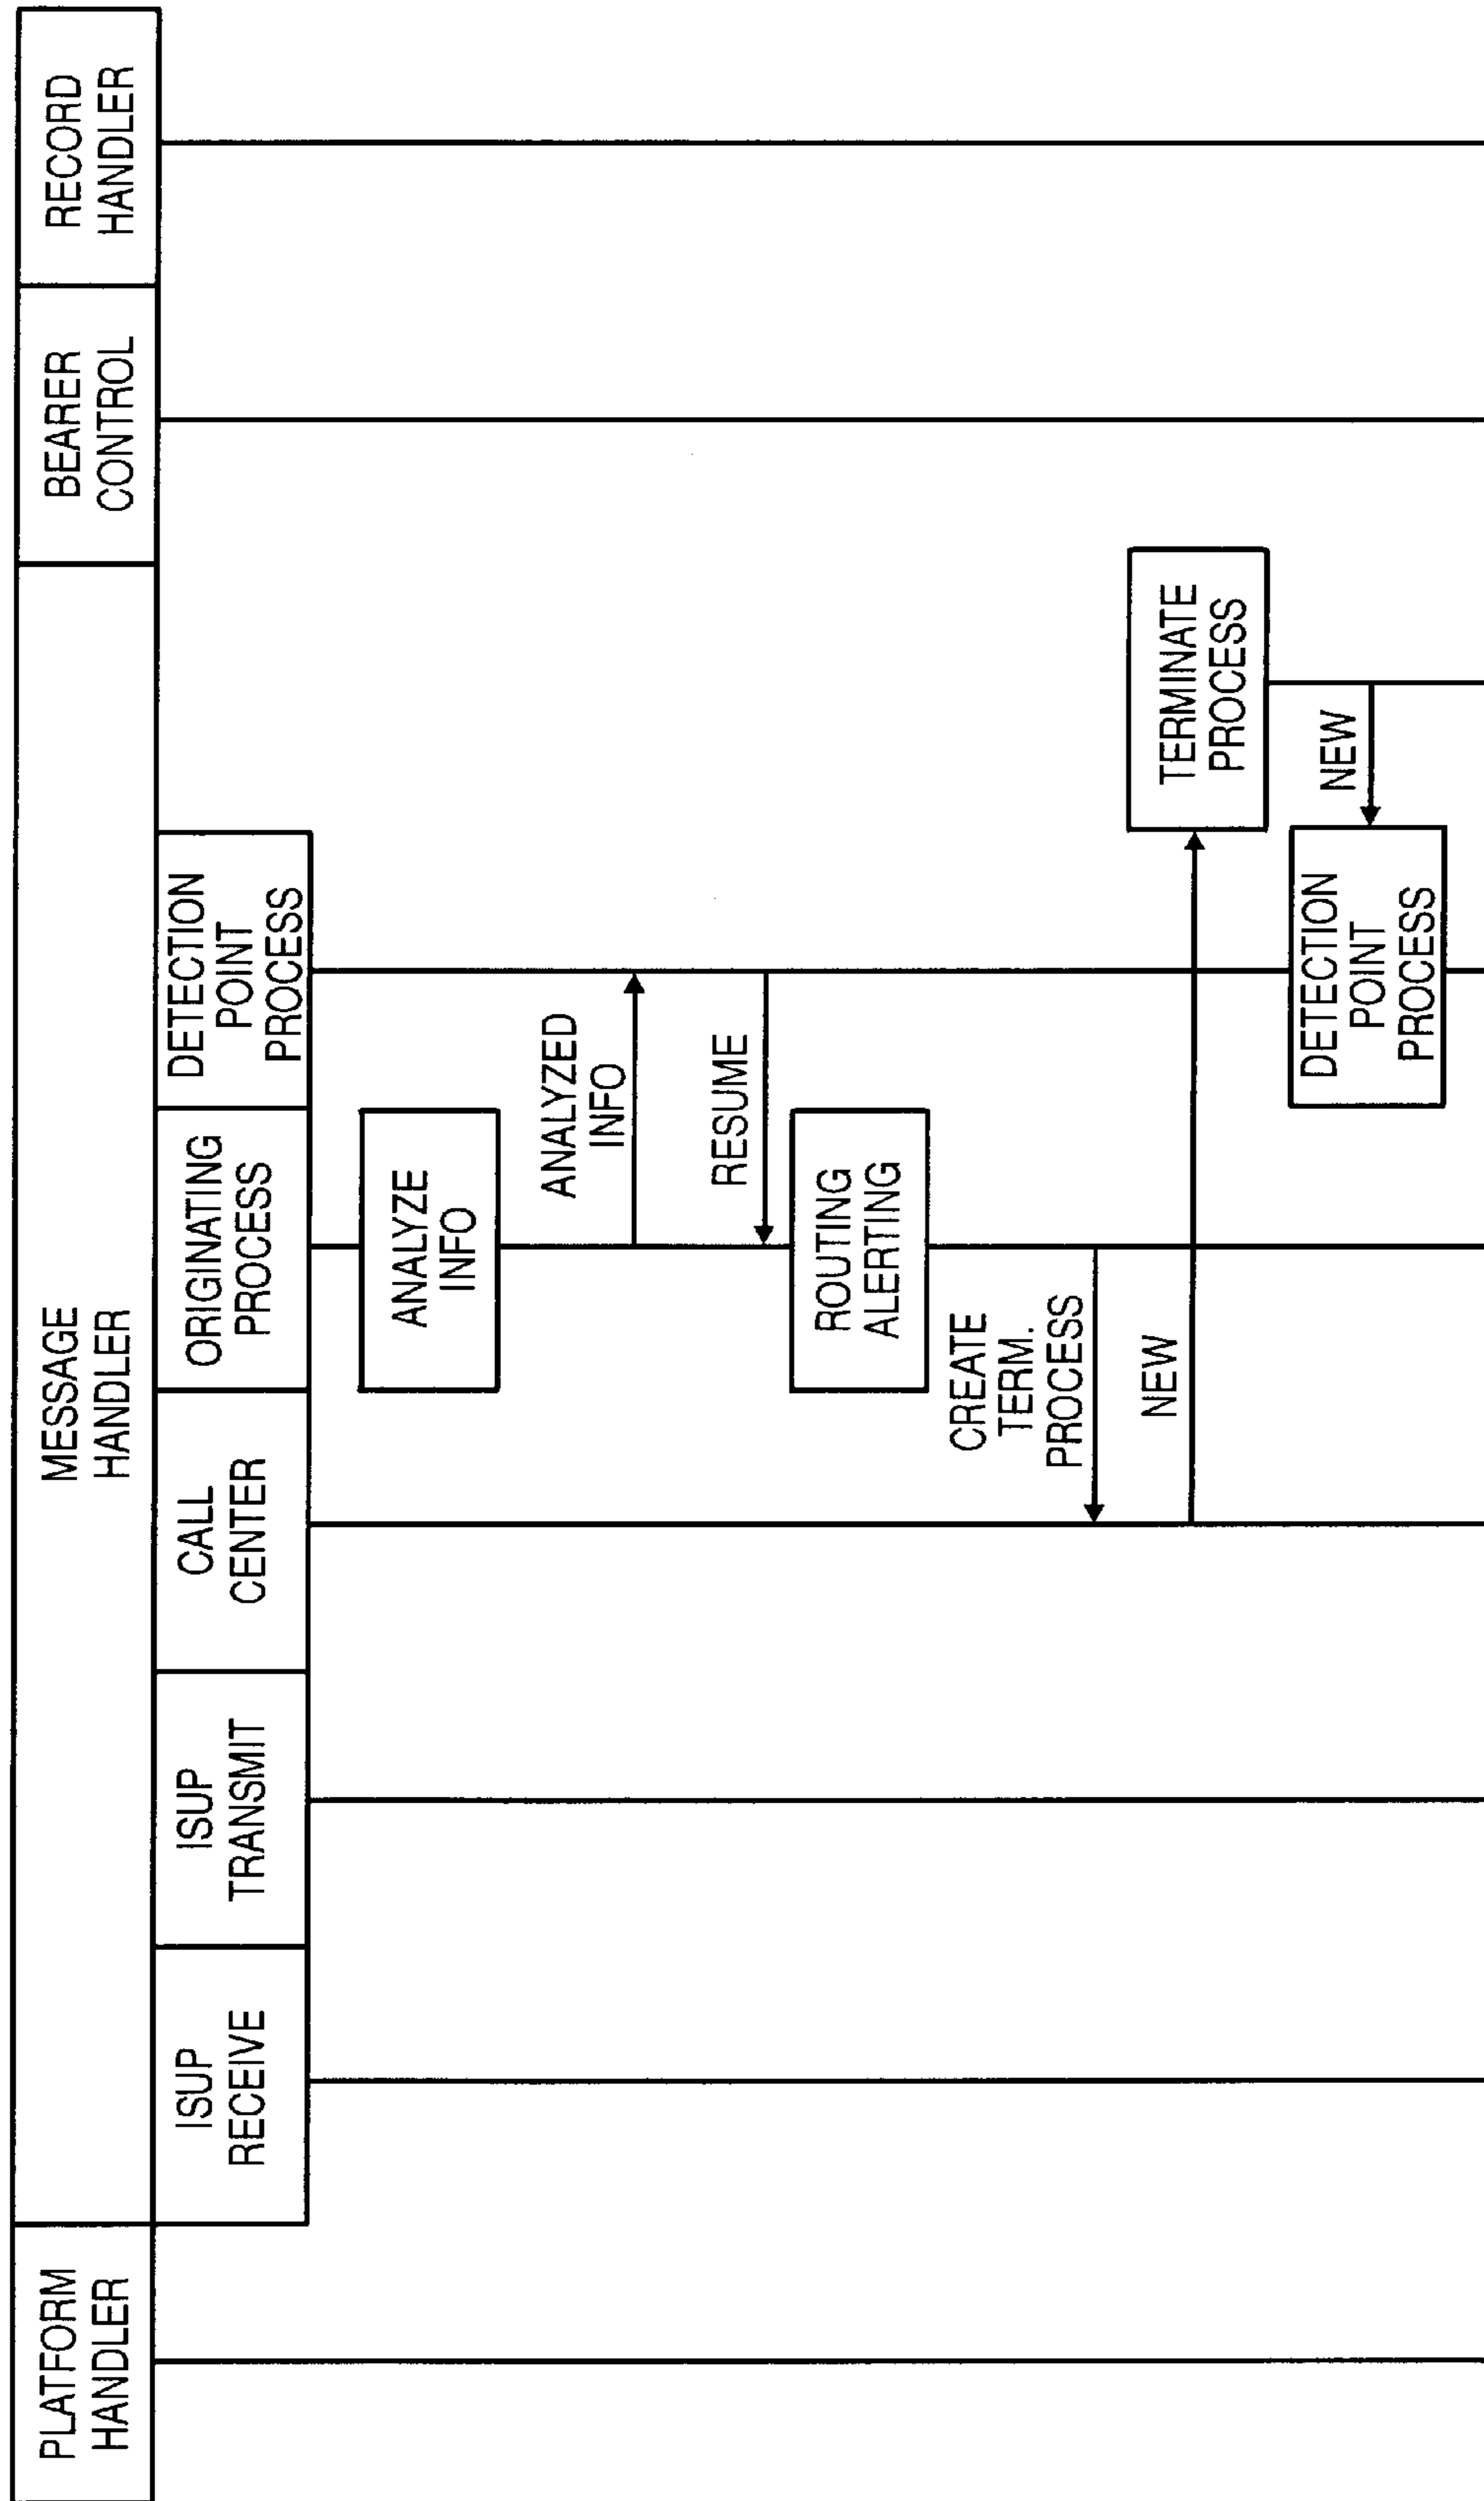 PLATFORM
HANDLER
MESSAGE
HANDLER
BEARER
CONTROL
RECORD
HANDLER
ISUP
RECEIVE
ISUP
TRANSMIT
CALL
CENTER
ORIGINATING
PROCESS
DETECTION
POINT
PROCESS
ANALYZE
INFO
ANALYZED
INFO
RESUME
ROUTING
ALERTING
CREATE
TERM.
PROCESS
NEW
TERMINATE
PROCESS
NEW
DETECTION
POINT
PROCESS